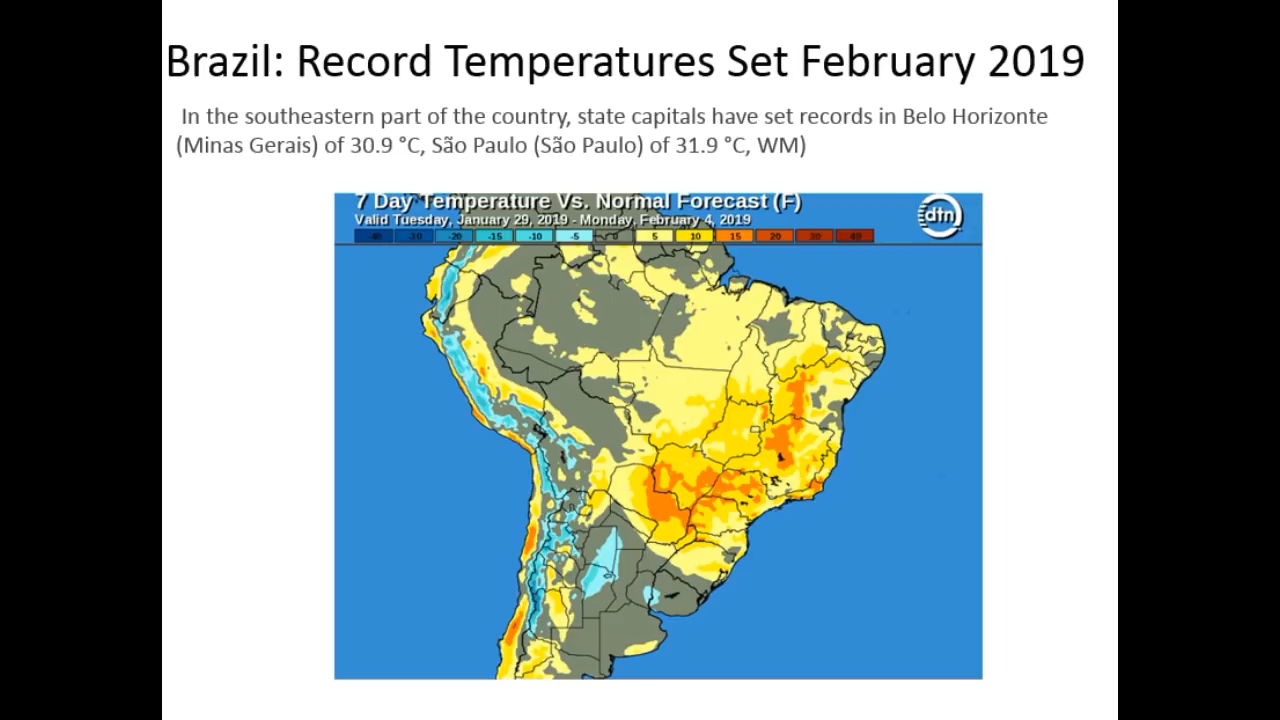 Brazil: Record Temperatures Set February 2019
In the southeastern part of the country, state capitals have set records in Belo Horizonte
(Minas Gerais) of 30.9 °C, São Paulo (São Paulo) of 31.9 °C, WM)
7 Day Temperature Vs. Normal Forecast (F)
Valid Tuesday, January 29, 2019 - Monday, February 4, 2019
dtn
-20 -15 -10 -5 0 5 10 15 20 30